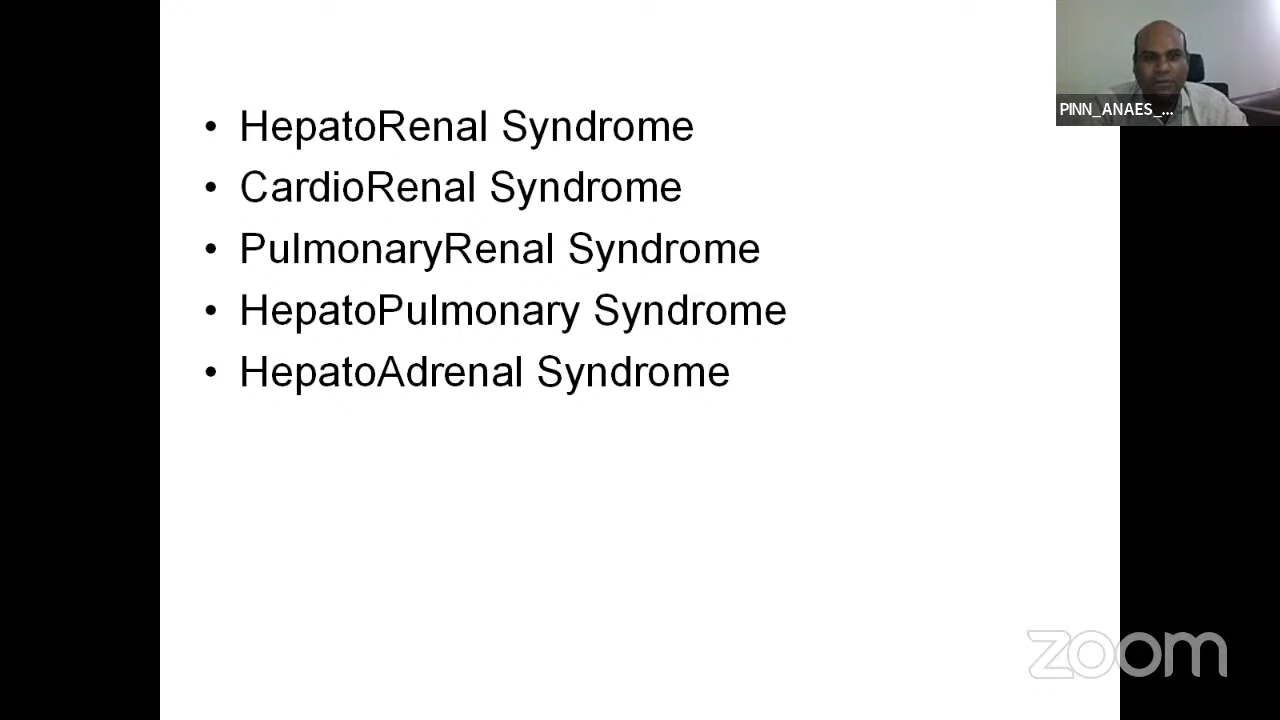 • HepatoRenal Syndrome
• CardioRenal Syndrome
• PulmonaryRenal Syndrome
• HepatoPulmonary Syndrome
• HepatoAdrenal Syndrome
PINN_ANAES_...
zoom